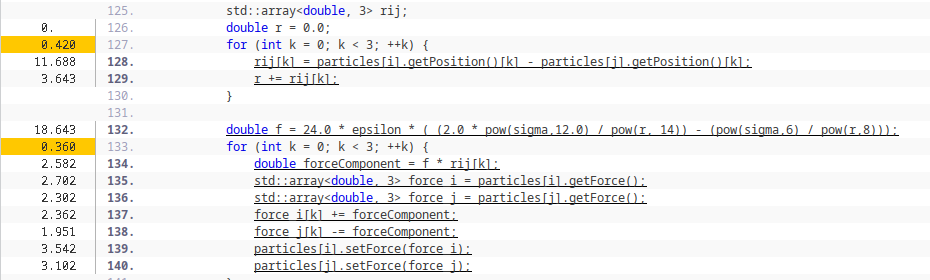 125. std::array<double, 3> rij;
0. 126. double r = 0.0;
0.420 127. for (int k = 0; k < 3; ++k) {
11.688 128. rij[k] = particles[i].getPosition()[k] - particles[j].getPosition()[k];
3.643 129. r += rij[k];
130. }
131.
18.643 132. double f = 24.0 * epsilon * ( (2.0 * pow(sigma,12.0) / pow(r, 14)) - (pow(sigma,6) / pow(r,8)));
0.360 133. for (int k = 0; k < 3; ++k) {
2.582 134. double forceComponent = f * rij[k];
2.702 135. std::array<double, 3> force_i = particles[i].getForce();
2.302 136. std::array<double, 3> force_j = particles[j].getForce();
2.362 137. force_i[k] += forceComponent;
1.951 138. force_j[k] -= forceComponent;
3.542 139. particles[i].setForce(force_i);
3.102 140. particles[j].setForce(force_j);